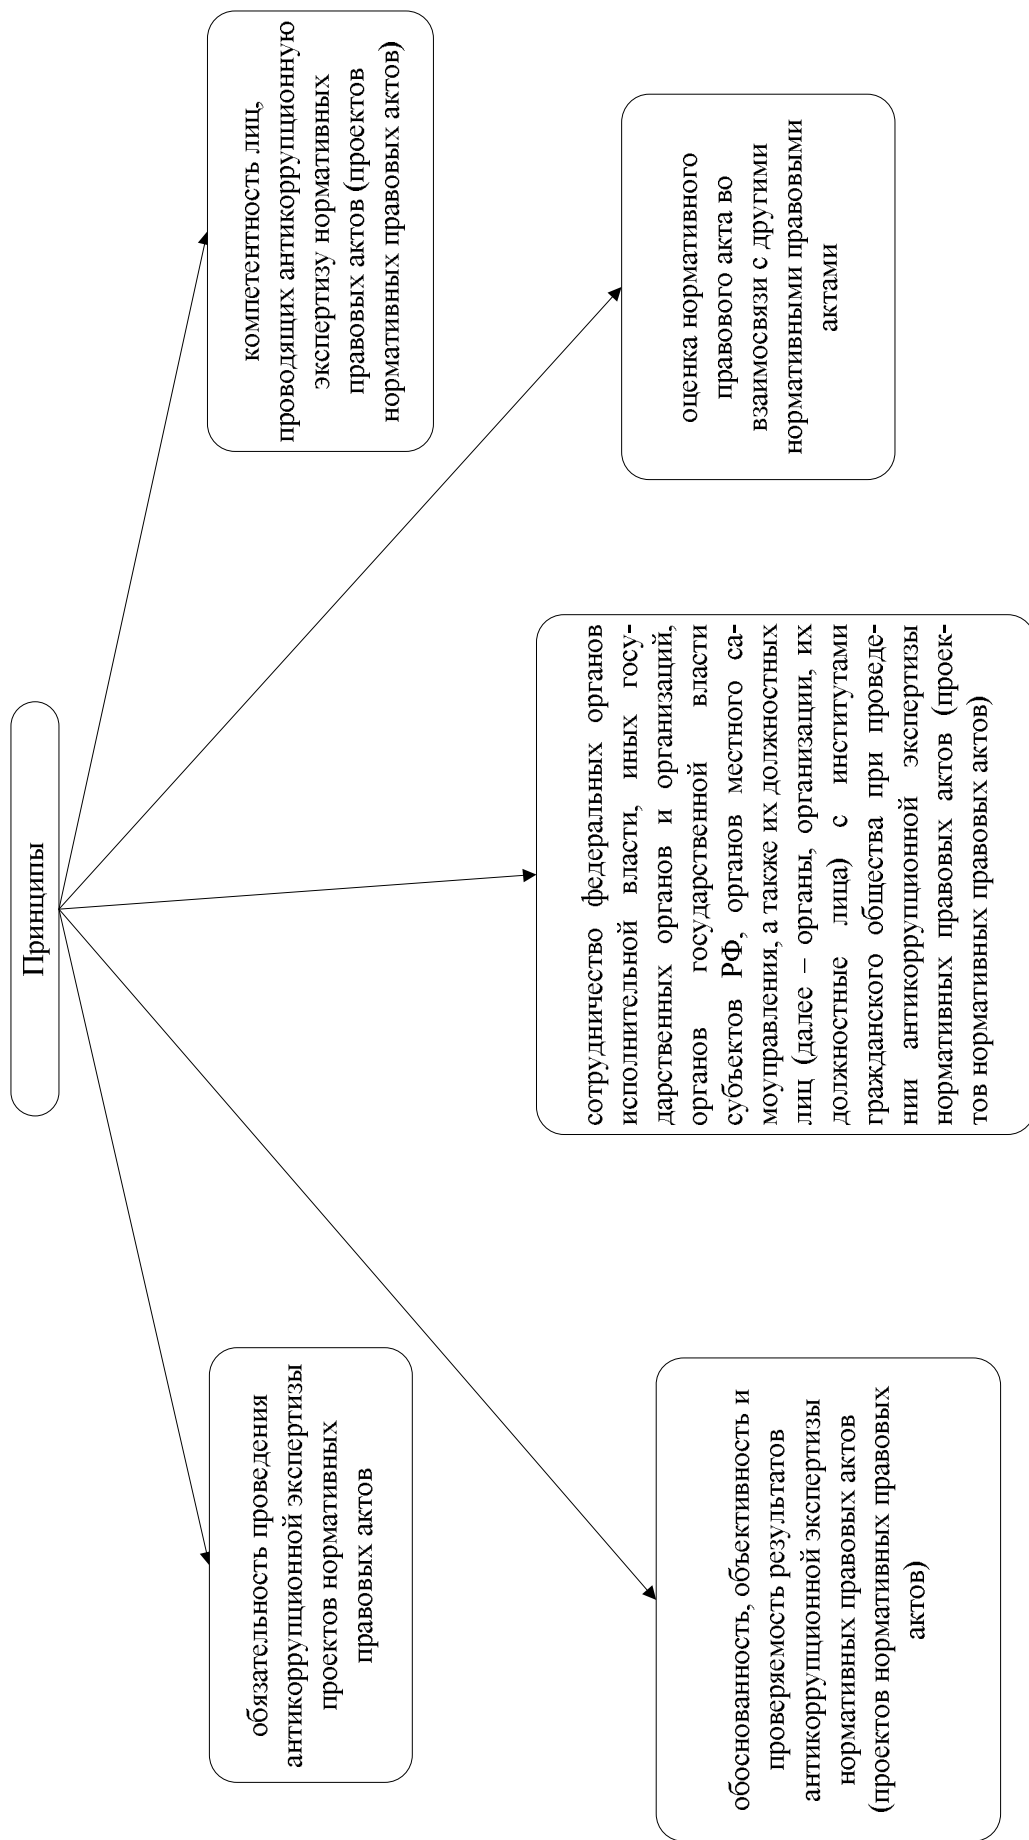 Принципы
обязательность проведения
антикоррупционной экспертизы
проектов нормативных
правовых актов
компетентность лиц,
проводящих антикоррупционную
экспертизу нормативных
правовых актов (проектов
нормативных правовых актов)
обоснованность, объективность и
проверяемость результатов
антикоррупционной экспертизы
нормативных правовых актов
(проектов нормативных правовых
актов)
сотрудничество федеральных органов
исполнительной власти, иных госу-
дарственных органов и организаций,
органов государственной власти
субъектов РФ, органов местного са-
моуправления, а также их должностных
лиц (далее – органы, организации, их
должностные лица) с институтами
гражданского общества при проведе-
нии антикоррупционной экспертизы
нормативных правовых актов (проек-
тов нормативных правовых актов)
оценка нормативного
правового акта во
взаимосвязи с другими
нормативными правовыми
актами